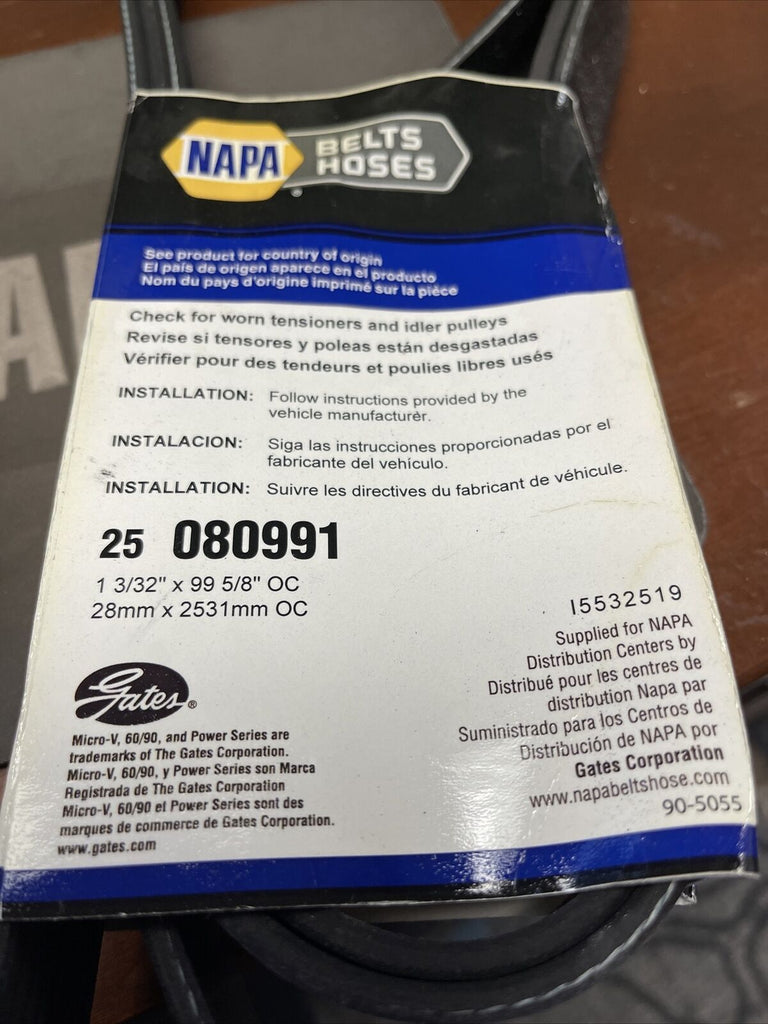 NAPA
BELTS
HOSES
®
See product for country of origin
El país de origen aparece en el producto
Nom du pays d'origine imprimé sur la pièce
Check for worn tensioners and idler pulleys
Revise si tensores y poleas están desgastadas
Vérifier pour des tendeurs et poulies libres usés
INSTALLATION: Follow instructions provided by the
vehicle manufacturer.
INSTALACION: Siga las instrucciones proporcionadas por el
fabricante del vehículo.
INSTALLATION: Suivre les directives du fabricant de véhicule.
25 080991
1 3/32" x 99 5/8" OC
28mm x 2531mm OC
Gates®
Micro-V, 60/90, and Power Series are
trademarks of The Gates Corporation.
Micro-V, 60/90, y Power Series son Marca
Registrada de The Gates Corporation
Micro-V, 60/90 et Power Series sont des
marques de commerce de Gates Corporation.
www.gates.com
I5532519
Supplied for NAPA
Distribution Centers by
Distribué pour les centres de
distribution Napa par
Suministrado para los Centros de
Distribución de NAPA por
Gates Corporation
www.napabeltshose.com
90-5055